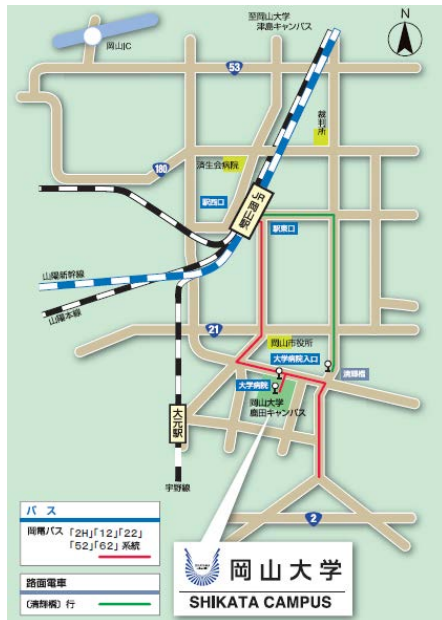 至岡山大学
津島キャンパス
N
岡山IC
53
裁判所
180
済生会病院
駅西口
JR岡山駅
駅東口
山陽新幹線
山陽本線
21
岡山市役所
大学病院入口
清輝橋
大学病院
岡山大学
鹿田キャンパス
大元駅
宇野線
2
バス
岡電バス 「2H」「12」「22」
「52」「62」系統
路面電車
〔清輝橋〕行
岡山大学
SHIKATA CAMPUS